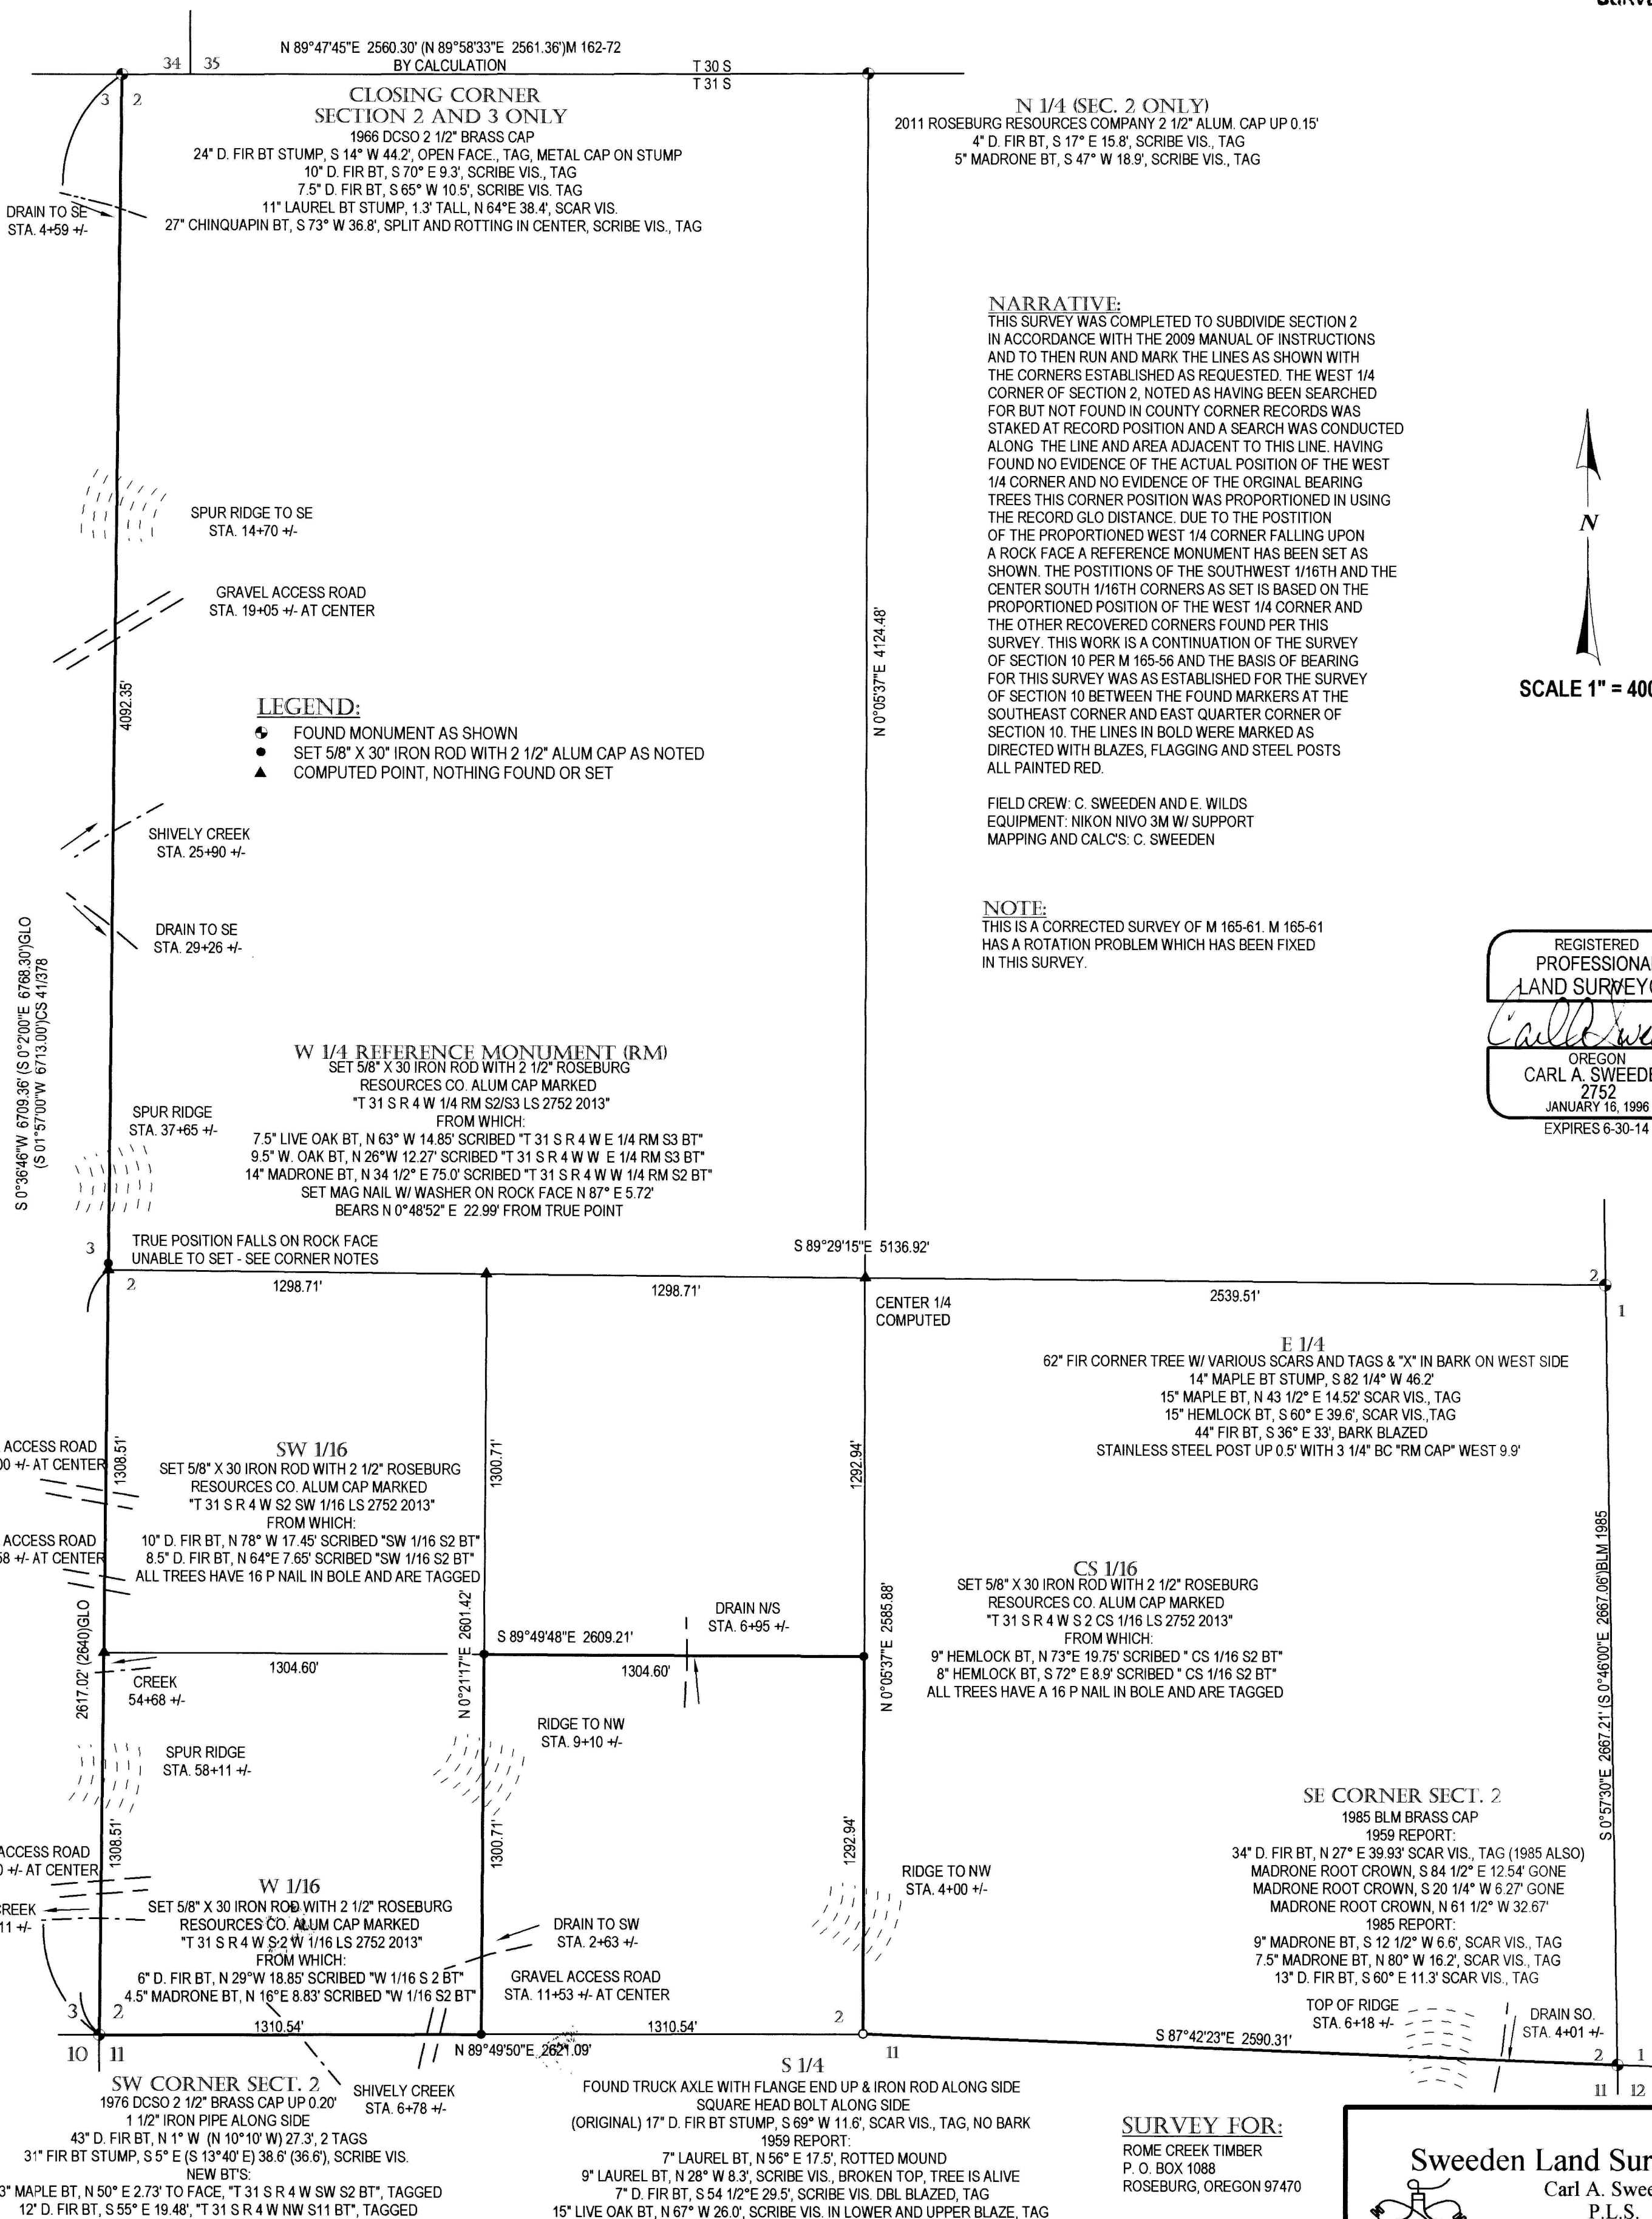 N 89°47'45"E 2560.30' (N 89°58'33"E 2561.36')M 162-72
BY CALCULATION
34 35
T 30 S
T 31 S
3 2
CLOSING CORNER
SECTION 2 AND 3 ONLY
1966 DCSO 2 1/2" BRASS CAP
24" D. FIR BT STUMP, S 14° W 44.2', OPEN FACE., TAG, METAL CAP ON STUMP
10" D. FIR BT, S 70° E 9.3', SCRIBE VIS., TAG
7.5" D. FIR BT, S 65° W 10.5', SCRIBE VIS. TAG
11" LAUREL BT STUMP, 1.3' TALL, N 64°E 38.4', SCAR VIS.
27" CHINQUAPIN BT, S 73° W 36.8', SPLIT AND ROTTING IN CENTER, SCRIBE VIS., TAG
N 1/4 (SEC. 2 ONLY)
2011 ROSEBURG RESOURCES COMPANY 2 1/2" ALUM. CAP UP 0.15'
4" D. FIR BT, S 17° E 15.8', SCRIBE VIS., TAG
5" MADRONE BT, S 47° W 18.9', SCRIBE VIS., TAG
DRAIN TO SE
STA. 4+59 +/-
NARRATIVE:
THIS SURVEY WAS COMPLETED TO SUBDIVIDE SECTION 2
IN ACCORDANCE WITH THE 2009 MANUAL OF INSTRUCTIONS
AND TO THEN RUN AND MARK THE LINES AS SHOWN WITH
THE CORNERS ESTABLISHED AS REQUESTED. THE WEST 1/4
CORNER OF SECTION 2, NOTED AS HAVING BEEN SEARCHED
FOR BUT NOT FOUND IN COUNTY CORNER RECORDS WAS
STAKED AT RECORD POSITION AND A SEARCH WAS CONDUCTED
ALONG THE LINE AND AREA ADJACENT TO THIS LINE. HAVING
FOUND NO EVIDENCE OF THE ACTUAL POSITION OF THE WEST
1/4 CORNER AND NO EVIDENCE OF THE ORGINAL BEARING
TREES THIS CORNER POSITION WAS PROPORTIONED IN USING
THE RECORD GLO DISTANCE. DUE TO THE POSTITION
OF THE PROPORTIONED WEST 1/4 CORNER FALLING UPON
A ROCK FACE A REFERENCE MONUMENT HAS BEEN SET AS
SHOWN. THE POSTITIONS OF THE SOUTHWEST 1/16TH AND THE
CENTER SOUTH 1/16TH CORNERS AS SET IS BASED ON THE
PROPORTIONED POSITION OF THE WEST 1/4 CORNER AND
THE OTHER RECOVERED CORNERS FOUND PER THIS
SURVEY. THIS WORK IS A CONTINUATION OF THE SURVEY
OF SECTION 10 PER M 165-56 AND THE BASIS OF BEARING
FOR THIS SURVEY WAS AS ESTABLISHED FOR THE SURVEY
OF SECTION 10 BETWEEN THE FOUND MARKERS AT THE
SOUTHEAST CORNER AND EAST QUARTER CORNER OF
SECTION 10. THE LINES IN BOLD WERE MARKED AS
DIRECTED WITH BLAZES, FLAGGING AND STEEL POSTS
ALL PAINTED RED.
FIELD CREW: C. SWEEDEN AND E. WILDS
EQUIPMENT: NIKON NIVO 3M W/ SUPPORT
MAPPING AND CALC'S: C. SWEEDEN
NOTE:
THIS IS A CORRECTED SURVEY OF M 165-61. M 165-61
HAS A ROTATION PROBLEM WHICH HAS BEEN FIXED
IN THIS SURVEY.
N
SCALE 1" = 400
REGISTERED
PROFESSIONA
LAND SURVEYO
OREGON
CARL A. SWEEDE
2752
JANUARY 16, 1996
EXPIRES 6-30-14
SPUR RIDGE TO SE
STA. 14+70 +/-
GRAVEL ACCESS ROAD
STA. 19+05 +/- AT CENTER
4092.35'
N 0°05'37"E 4124.48'
LEGEND:
FOUND MONUMENT AS SHOWN
SET 5/8" X 30" IRON ROD WITH 2 1/2" ALUM CAP AS NOTED
COMPUTED POINT, NOTHING FOUND OR SET
SHIVELY CREEK
STA. 25+90 +/-
DRAIN TO SE
STA. 29+26 +/-
S 0°36'46"W 6709.36' (S 0°2'00"E 6768.30')GLO
(S 01°57'00"W 6713.00')CS 41/378
W 1/4 REFERENCE MONUMENT (RM)
SET 5/8" X 30 IRON ROD WITH 2 1/2" ROSEBURG
RESOURCES CO. ALUM CAP MARKED
"T 31 S R 4 W 1/4 RM S2/S3 LS 2752 2013"
FROM WHICH:
7.5" LIVE OAK BT, N 63° W 14.85' SCRIBED "T 31 S R 4 W E 1/4 RM S3 BT"
9.5" W. OAK BT, N 26°W 12.27' SCRIBED "T 31 S R 4 W W E 1/4 RM S3 BT"
14" MADRONE BT, N 34 1/2° E 75.0' SCRIBED "T 31 S R 4 W W 1/4 RM S2 BT"
SET MAG NAIL W/ WASHER ON ROCK FACE N 87° E 5.72'
BEARS N 0°48'52" E 22.99' FROM TRUE POINT
SPUR RIDGE
STA. 37+65 +/-
TRUE POSITION FALLS ON ROCK FACE
UNABLE TO SET - SEE CORNER NOTES
3
2
S 89°29'15"E 5136.92'
1298.71'
1298.71'
2539.51'
2
1
CENTER 1/4
COMPUTED
E 1/4
62" FIR CORNER TREE W/ VARIOUS SCARS AND TAGS & "X" IN BARK ON WEST SIDE
14" MAPLE BT STUMP, S 82 1/4° W 46.2'
15" MAPLE BT, N 43 1/2° E 14.52' SCAR VIS., TAG
15" HEMLOCK BT, S 60° E 39.6', SCAR VIS.,TAG
44" FIR BT, S 36° E 33', BARK BLAZED
STAINLESS STEEL POST UP 0.5' WITH 3 1/4" BC "RM CAP" WEST 9.9'
ACCESS ROAD
00 +/- AT CENTER
1308.51'
SW 1/16
SET 5/8" X 30 IRON ROD WITH 2 1/2" ROSEBURG
RESOURCES CO. ALUM CAP MARKED
"T 31 S R 4 W S2 SW 1/16 LS 2752 2013"
FROM WHICH:
10" D. FIR BT, N 78° W 17.45' SCRIBED "SW 1/16 S2 BT"
8.5" D. FIR BT, N 64°E 7.65' SCRIBED "SW 1/16 S2 BT"
ALL TREES HAVE 16 P NAIL IN BOLE AND ARE TAGGED
ACCESS ROAD
58 +/- AT CENTER
1300.71'
1292.94'
S 0°57'30"E 2667.21' (S 0°46'00"E 2667.06')BLM 1985
CS 1/16
SET 5/8" X 30 IRON ROD WITH 2 1/2" ROSEBURG
RESOURCES CO. ALUM CAP MARKED
"T 31 S R 4 W S 2 CS 1/16 LS 2752 2013"
FROM WHICH:
9" HEMLOCK BT, N 73°E 19.75' SCRIBED " CS 1/16 S2 BT"
8" HEMLOCK BT, S 72° E 8.9' SCRIBED " CS 1/16 S2 BT"
ALL TREES HAVE A 16 P NAIL IN BOLE AND ARE TAGGED
2617.02' (2640)GLO
N 0°21'17"E 2601.42'
N 0°05'37"E 2585.88'
S 89°49'48"E 2609.21'
DRAIN N/S
STA. 6+95 +/-
1304.60'
1304.60'
CREEK
54+68 +/-
SPUR RIDGE
STA. 58+11 +/-
RIDGE TO NW
STA. 9+10 +/-
SE CORNER SECT. 2
1985 BLM BRASS CAP
1959 REPORT:
34" D. FIR BT, N 27° E 39.93' SCAR VIS., TAG (1985 ALSO)
MADRONE ROOT CROWN, S 84 1/2° E 12.54' GONE
MADRONE ROOT CROWN, S 20 1/4° W 6.27' GONE
MADRONE ROOT CROWN, N 61 1/2° W 32.67'
1985 REPORT:
9" MADRONE BT, S 12 1/2° W 6.6', SCAR VIS., TAG
7.5" MADRONE BT, N 80° W 16.2', SCAR VIS., TAG
13" D. FIR BT, S 60° E 11.3' SCAR VIS., TAG
ACCESS ROAD
+/- AT CENTER
1308.51'
1300.71'
1292.94'
RIDGE TO NW
STA. 4+00 +/-
CREEK
11 +/-
W 1/16
SET 5/8" X 30 IRON ROD WITH 2 1/2" ROSEBURG
RESOURCES CO. ALUM CAP MARKED
"T 31 S R 4 W S 2 W 1/16 LS 2752 2013"
FROM WHICH:
6" D. FIR BT, N 29°W 18.85' SCRIBED "W 1/16 S 2 BT"
4.5" MADRONE BT, N 16°E 8.83' SCRIBED "W 1/16 S2 BT"
DRAIN TO SW
STA. 2+63 +/-
GRAVEL ACCESS ROAD
STA. 11+53 +/- AT CENTER
TOP OF RIDGE
STA. 6+18 +/-
DRAIN SO.
STA. 4+01 +/-
3 2
10 11
1310.54'
1310.54'
N 89°49'50"E 2621.09'
2
11
S 87°42'23"E 2590.31'
2 1
11 12
SW CORNER SECT. 2
1976 DCSO 2 1/2" BRASS CAP UP 0.20'
1 1/2" IRON PIPE ALONG SIDE
43" D. FIR BT, N 1° W (N 10°10' W) 27.3', 2 TAGS
31" FIR BT STUMP, S 5° E (S 13°40' E) 38.6' (36.6'), SCRIBE VIS.
NEW BT'S:
3" MAPLE BT, N 50° E 2.73' TO FACE, "T 31 S R 4 W SW S2 BT", TAGGED
12" D. FIR BT, S 55° E 19.48', "T 31 S R 4 W NW S11 BT", TAGGED
SHIVELY CREEK
STA. 6+78 +/-
S 1/4
FOUND TRUCK AXLE WITH FLANGE END UP & IRON ROD ALONG SIDE
SQUARE HEAD BOLT ALONG SIDE
(ORIGINAL) 17" D. FIR BT STUMP, S 69° W 11.6', SCAR VIS., TAG, NO BARK
1959 REPORT:
7" LAUREL BT, N 56° E 17.5', ROTTED MOUND
9" LAUREL BT, N 28° W 8.3', SCRIBE VIS., BROKEN TOP, TREE IS ALIVE
7" D. FIR BT, S 54 1/2°E 29.5', SCRIBE VIS. DBL BLAZED, TAG
15" LIVE OAK BT, N 67° W 26.0', SCRIBE VIS. IN LOWER AND UPPER BLAZE, TAG
SURVEY FOR:
ROME CREEK TIMBER
P. O. BOX 1088
ROSEBURG, OREGON 97470
Sweeden Land Sur
Carl A. Swee
P.L.S.